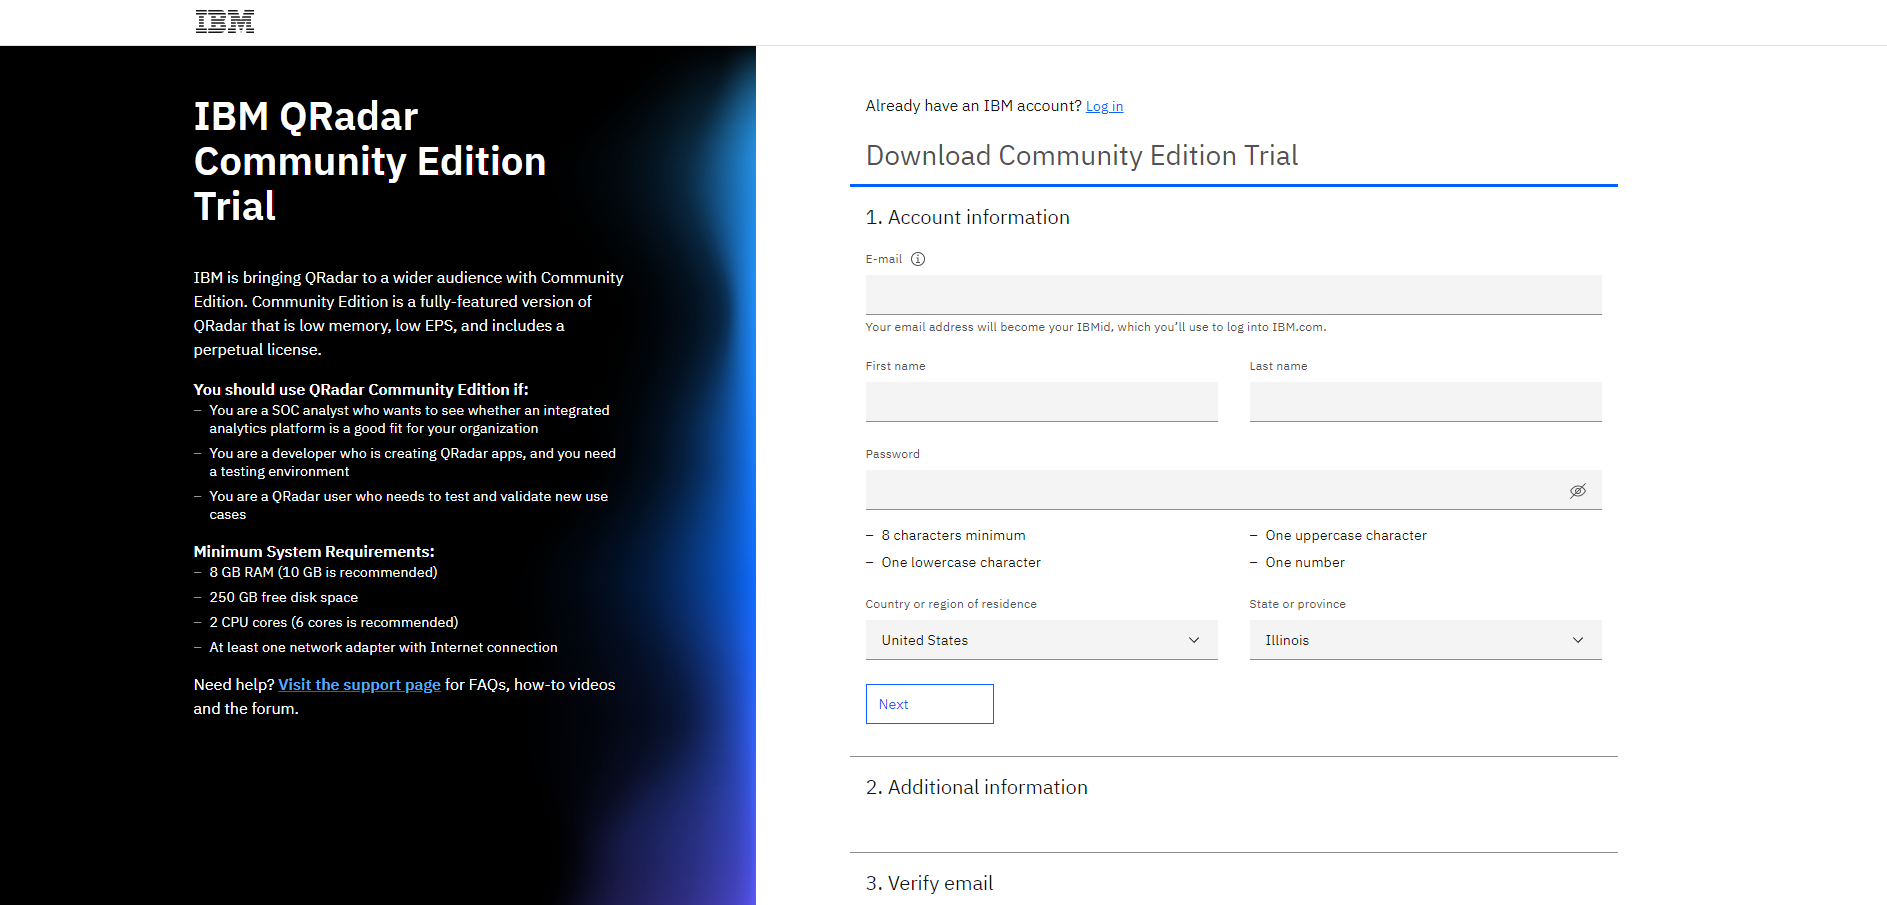 IBM
IBM QRadar
Community Edition
Trial
IBM is bringing QRadar to a wider audience with Community
Edition. Community Edition is a fully-featured version of
QRadar that is low memory, low EPS, and includes a
perpetual license.
You should use QRadar Community Edition if:
– You are a SOC analyst who wants to see whether an integrated
analytics platform is a good fit for your organization
– You are a developer who is creating QRadar apps, and you need
a testing environment
– You are a QRadar user who needs to test and validate new use
cases
Minimum System Requirements:
– 8 GB RAM (10 GB is recommended)
– 250 GB free disk space
– 2 CPU cores (6 cores is recommended)
– At least one network adapter with Internet connection
Need help? Visit the support page for FAQs, how-to videos
and the forum.
Already have an IBM account? Log in
Download Community Edition Trial
1. Account information
E-mail
Your email address will become your IBMid, which you’ll use to log into IBM.com.
First name
Last name
Password
– 8 characters minimum
– One uppercase character
– One lowercase character
– One number
Country or region of residence
State or province
United States
Illinois
Next
2. Additional information
3. Verify email